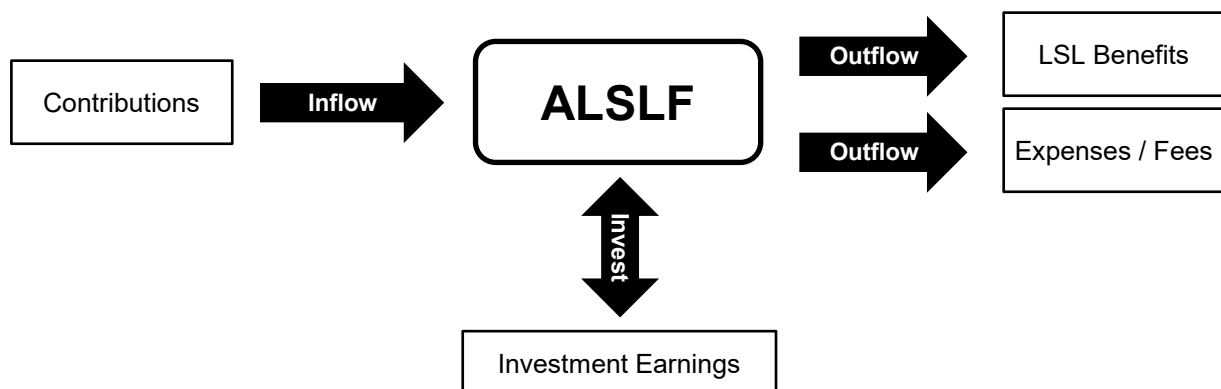 Contributions
Inflow
ALSLF
Outflow
LSL Benefits
Outflow
Expenses / Fees
Invest
Investment Earnings